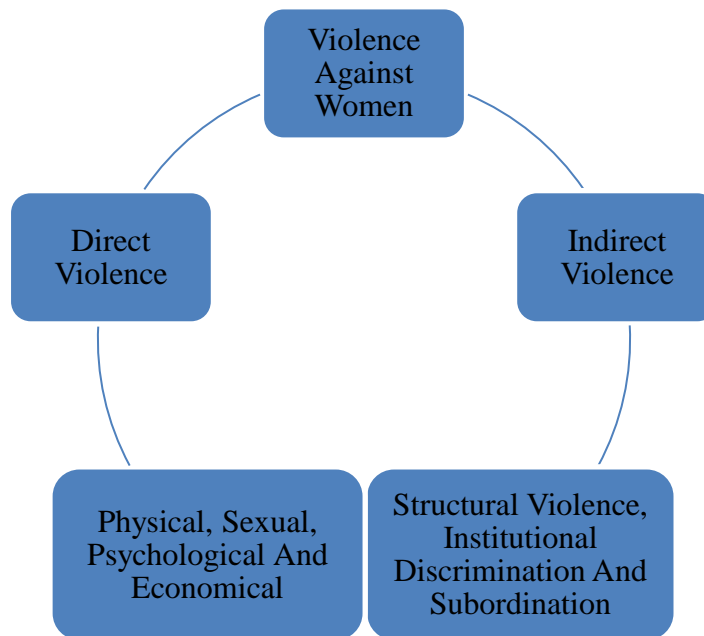 Violence
Against
Women
Direct
Violence
Indirect
Violence
Physical, Sexual,
Psychological And
Economical
Structural Violence,
Institutional
Discrimination And
Subordination